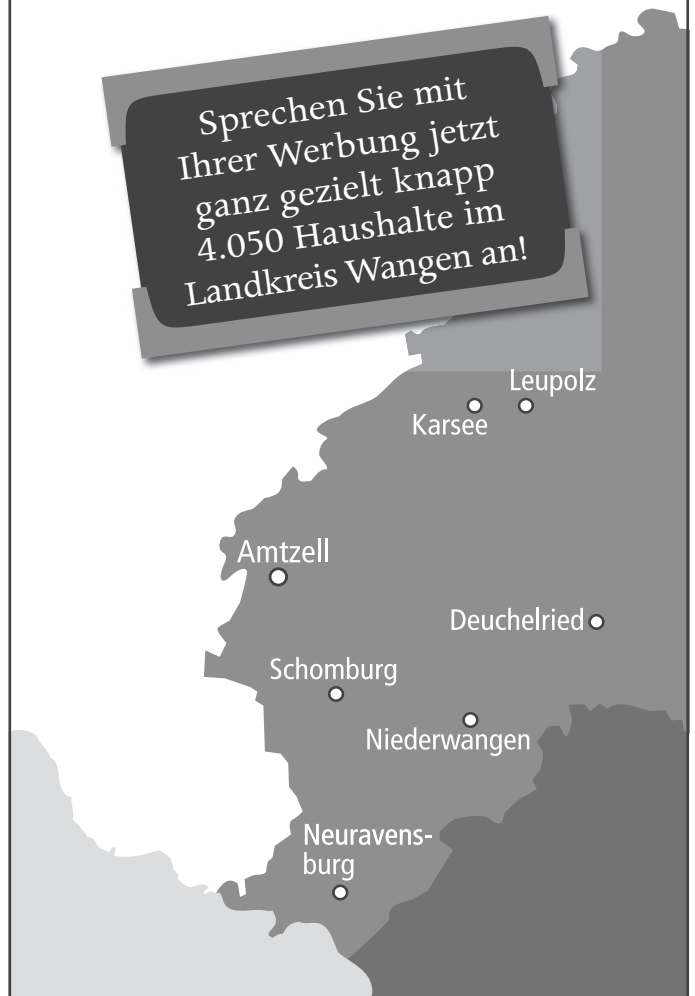 Sprechen Sie mit
Ihrer Werbung jetzt
ganz gezielt knapp
4.050 Haushalte im
Landkreis Wangen an!
Leupolz
Karsee
Amtzell
Deuchelried
Schomburg
Niederwangen
Neuravens-
burg